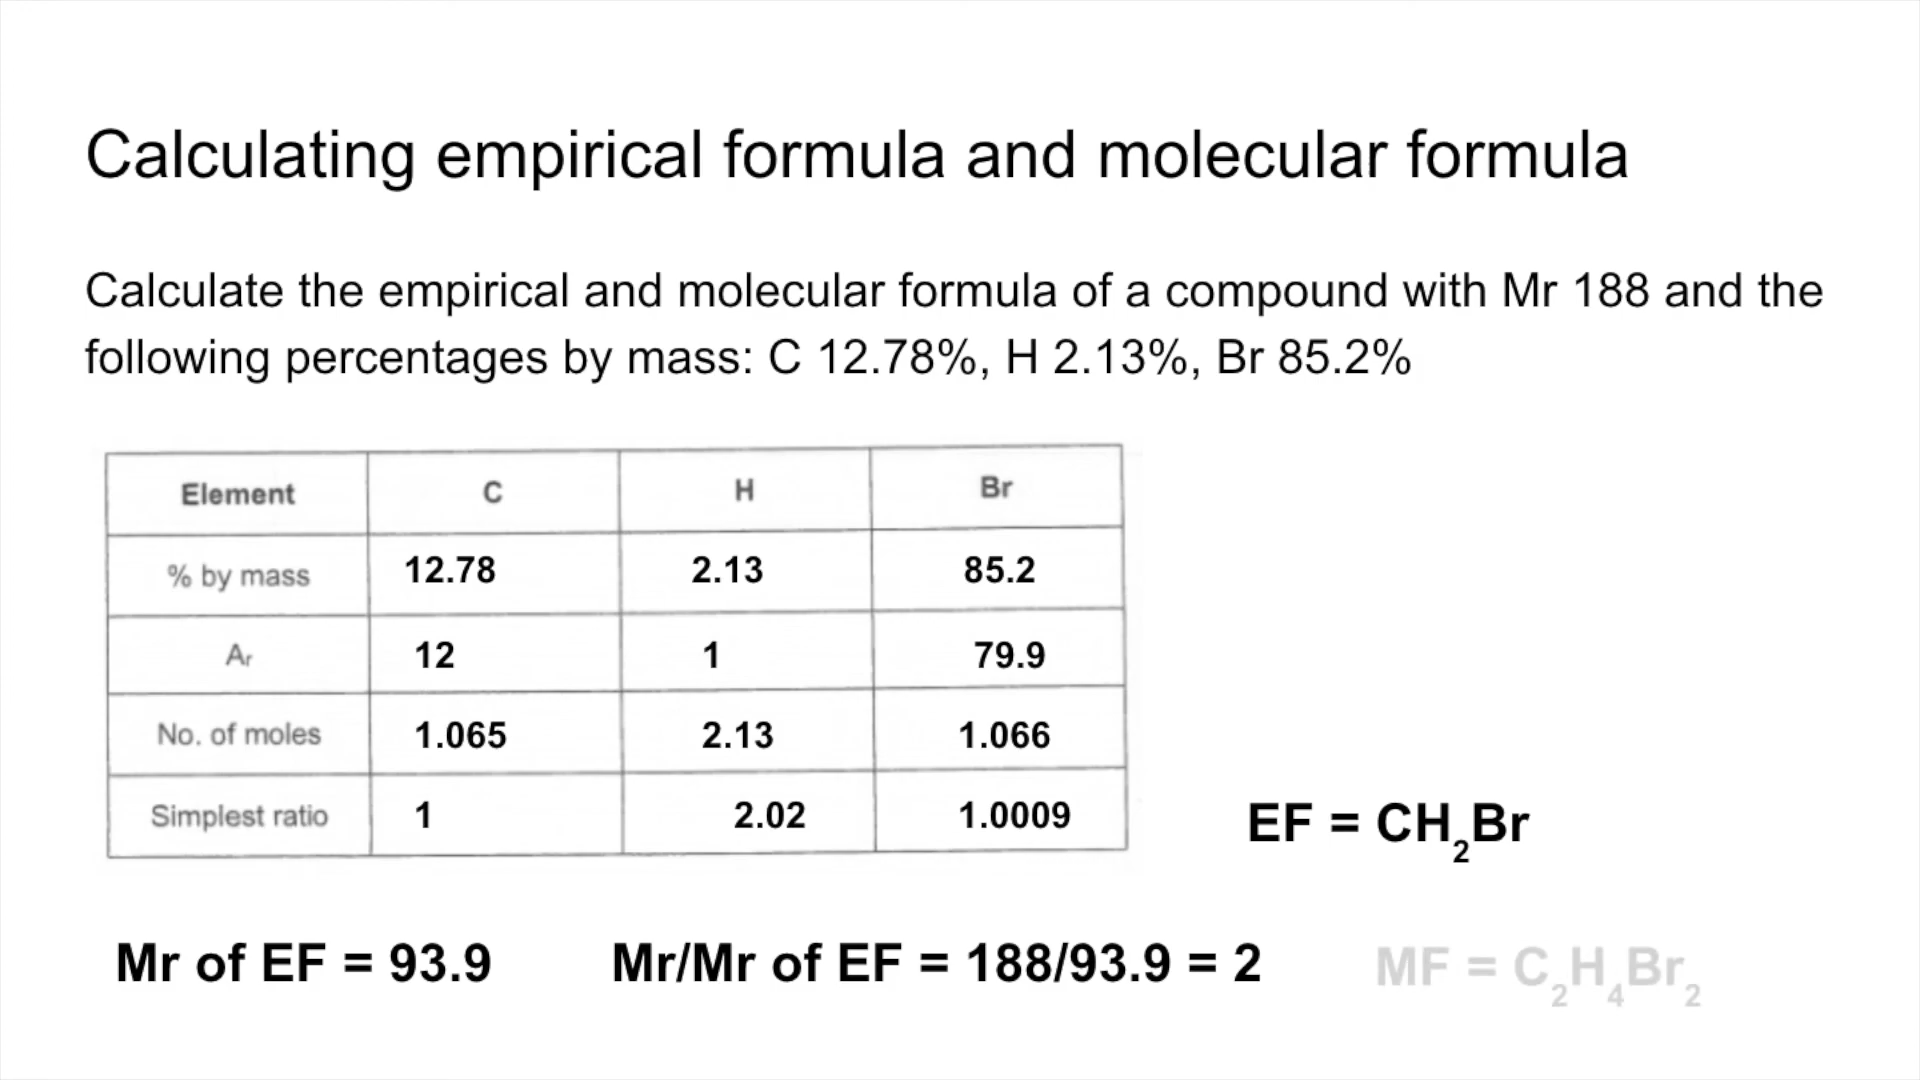 Calculating empirical formula and molecular formula
Calculate the empirical and molecular formula of a compound with Mr 188 and the
following percentages by mass: C 12.78%, H 2.13%, Br 85.2%
Element C H Br
% by mass 12.78 2.13 85.2
Aᵣ 12 1 79.9
No. of moles 1.065 2.13 1.066
Simplest ratio 1 2.02 1.0009
EF = CH₂Br
Mr of EF = 93.9 Mr/Mr of EF = 188/93.9 = 2 MF = C₂H₄Br₂